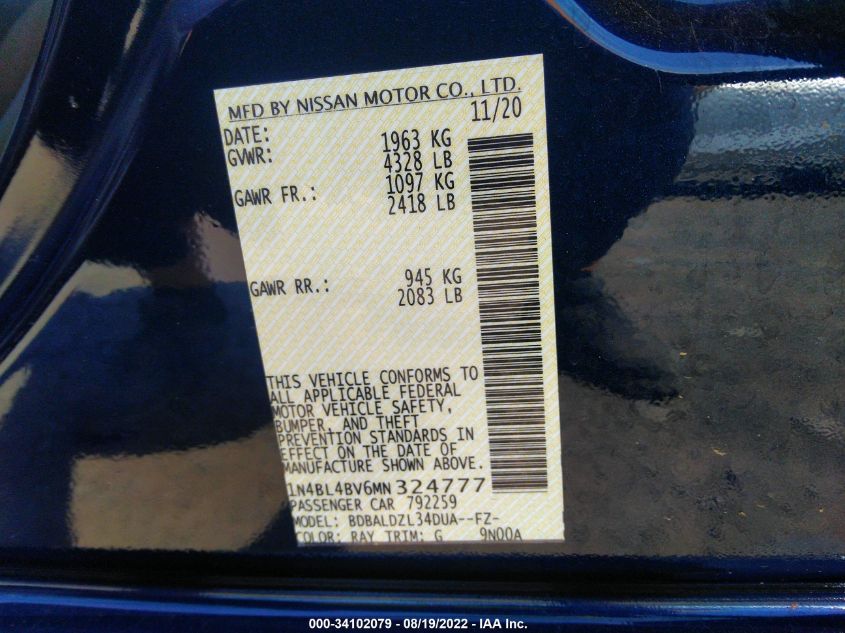 MFD BY NISSAN MOTOR CO., LTD.
DATE: 11/20
GVWR: 1963 KG
4328 LB
GAWR FR.: 1097 KG
2418 LB
GAWR RR.: 945 KG
2083 LB
THIS VEHICLE CONFORMS TO
ALL APPLICABLE FEDERAL
MOTOR VEHICLE SAFETY,
BUMPER, AND THEFT
PREVENTION STANDARDS IN
EFFECT ON THE DATE OF
MANUFACTURE SHOWN ABOVE.
1N4BL4BV6MN324777
PASSENGER CAR 792259
MODEL: BDBALDZL34DUA--FZ-
COLOR: RAY TRIM: G 9N00A
000-34102079 - 08/19/2022 - IAA Inc.